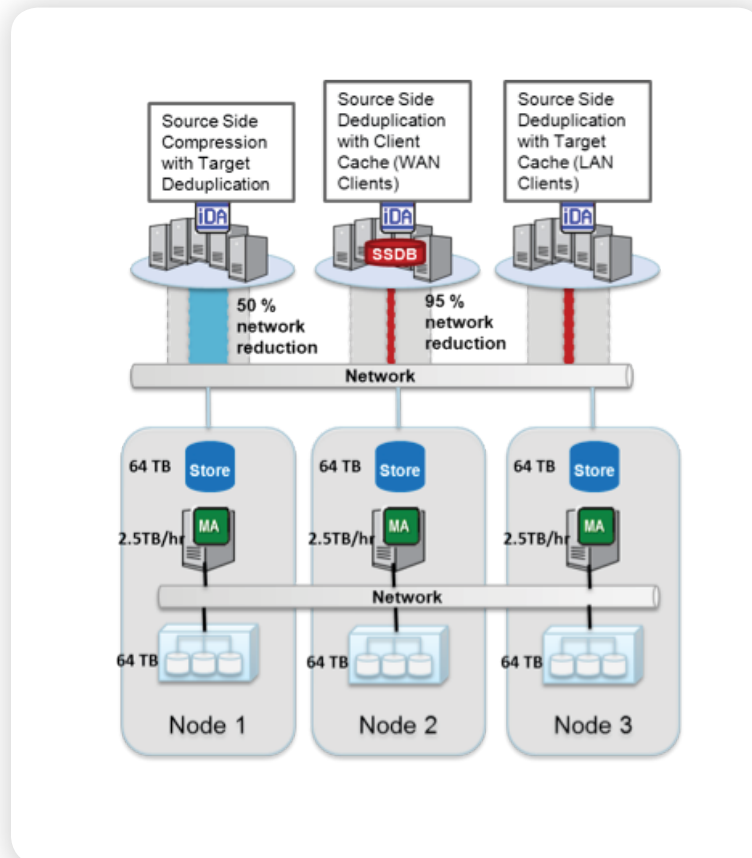 Source Side
Compression
with Target
Deduplication
Source Side
Deduplication
with Client
Cache (WAN
Clients)
Source Side
Deduplication
with Target
Cache (LAN
Clients)
iDA
iDA
iDA
SSDB
50 %
network
reduction
95 %
network
reduction
Network
64 TB
Store
64 TB
Store
64 TB
Store
2.5TB/hr
MA
2.5TB/hr
MA
2.5TB/hr
MA
Network
64 TB
64 TB
64 TB
Node 1
Node 2
Node 3